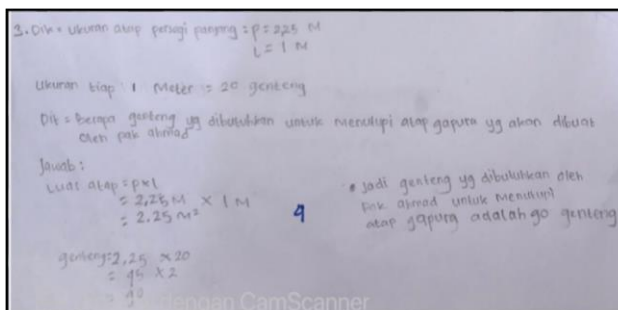 3. Dik = Ukuran atap persegi panjang = P = 2,25 M
L = 1 M
Ukuran tiap 1 Meter = 20 genteng
Dit = Berapa genteng yg dibutuhkan untuk menutupi atap gapura yg akan dibuat
oleh pak ahmad
Jawab :
Luas atap = p x l
= 2,25 M x 1 M
= 2.25 M²
genteng = 2,25 x 20
= 45 x 2
= 90
9
• Jadi genteng yg dibutuhkan oleh
pak ahmad untuk menutupi
atap gapura adalah 90 genteng
dengan CamScanner